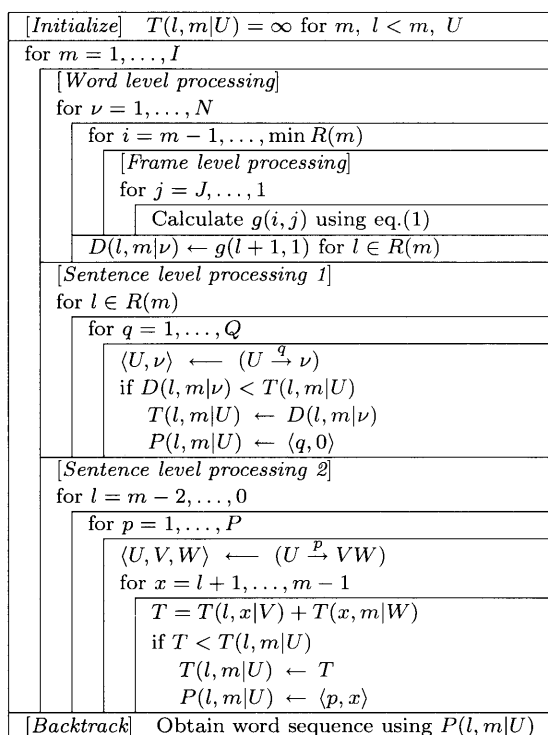 [Initialize] T(l, m|U) = ∞ for m, l < m, U
for m = 1, . . . , I
[Word level processing]
for ν = 1, . . . , N
for i = m − 1, . . . , min R(m)
[Frame level processing]
for j = J, . . . , 1
Calculate g(i, j) using eq.(1)
D(l, m|ν) ← g(l + 1, 1) for l ∈ R(m)
[Sentence level processing 1]
for l ∈ R(m)
for q = 1, . . . , Q
⟨U, ν⟩ ⟵ (U →q ν)
if D(l, m|ν) < T(l, m|U)
T(l, m|U) ← D(l, m|ν)
P(l, m|U) ← ⟨q, 0⟩
[Sentence level processing 2]
for l = m − 2, . . . , 0
for p = 1, . . . , P
⟨U, V, W⟩ ⟵ (U →p VW)
for x = l + 1, . . . , m − 1
T = T(l, x|V) + T(x, m|W)
if T < T(l, m|U)
T(l, m|U) ← T
P(l, m|U) ← ⟨p, x⟩
[Backtrack] Obtain word sequence using P(l, m|U)